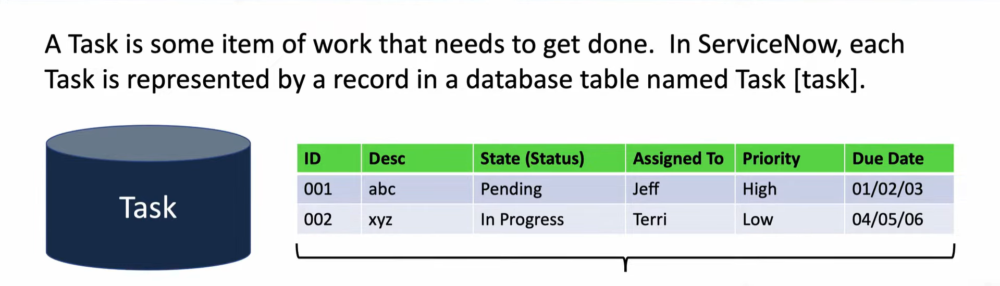 A Task is some item of work that needs to get done.  In ServiceNow, each
Task is represented by a record in a database table named Task [task].
Task
ID Desc State (Status) Assigned To Priority Due Date
001 abc Pending Jeff High 01/02/03
002 xyz In Progress Terri Low 04/05/06